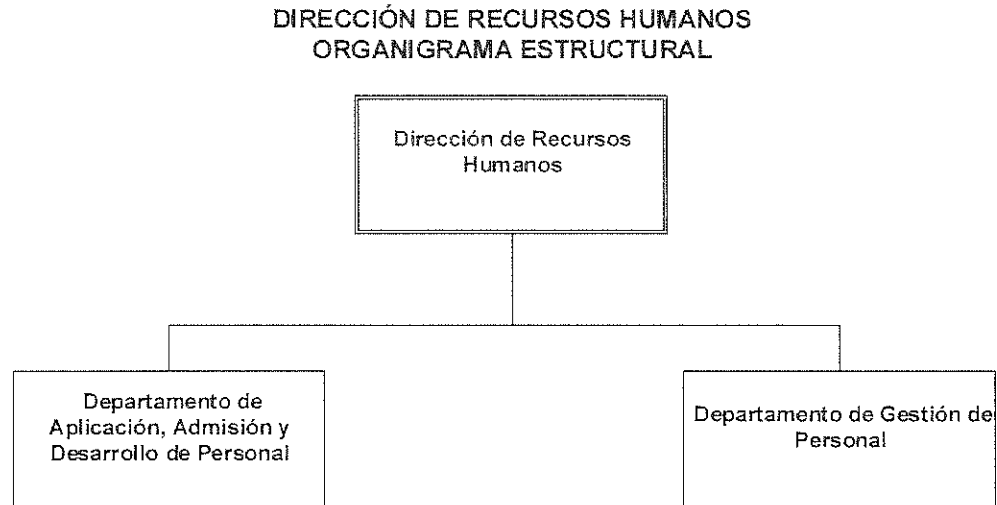 DIRECCIÓN DE RECURSOS HUMANOS
ORGANIGRAMA ESTRUCTURAL
Dirección de Recursos
Humanos
Departamento de
Aplicación, Admisión y
Desarrollo de Personal
Departamento de Gestión de
Personal